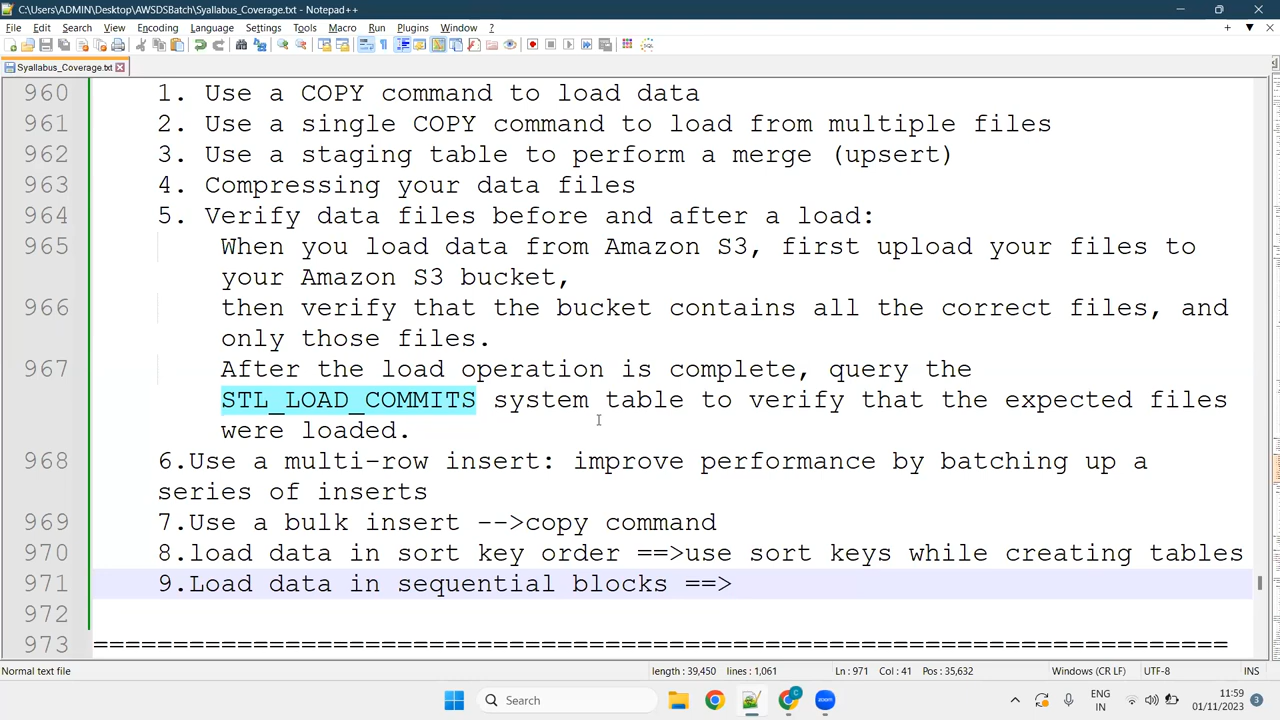 C:\Users\ADMIN\Desktop\AWSDSBatch\Syallabus_Coverage.txt - Notepad++
File Edit Search View Encoding Language Settings Tools Macro Run Plugins Window ?
Syallabus_Coverage.txt
960 1. Use a COPY command to load data
961 2. Use a single COPY command to load from multiple files
962 3. Use a staging table to perform a merge (upsert)
963 4. Compressing your data files
964 5. Verify data files before and after a load:
965 When you load data from Amazon S3, first upload your files to
your Amazon S3 bucket,
966 then verify that the bucket contains all the correct files, and
only those files.
967 After the load operation is complete, query the
STL_LOAD_COMMITS system table to verify that the expected files
were loaded.
968 6.Use a multi-row insert: improve performance by batching up a
series of inserts
969 7.Use a bulk insert -->copy command
970 8.load data in sort key order ==>use sort keys while creating tables
971 9.Load data in sequential blocks ==>
972
973 =======================================================================
Normal text file length : 39,450 lines : 1,061 Ln : 971 Col : 41 Pos : 35,632 Windows (CR LF) UTF-8 INS
Search zoom ENG IN 11:59 01/11/2023 3